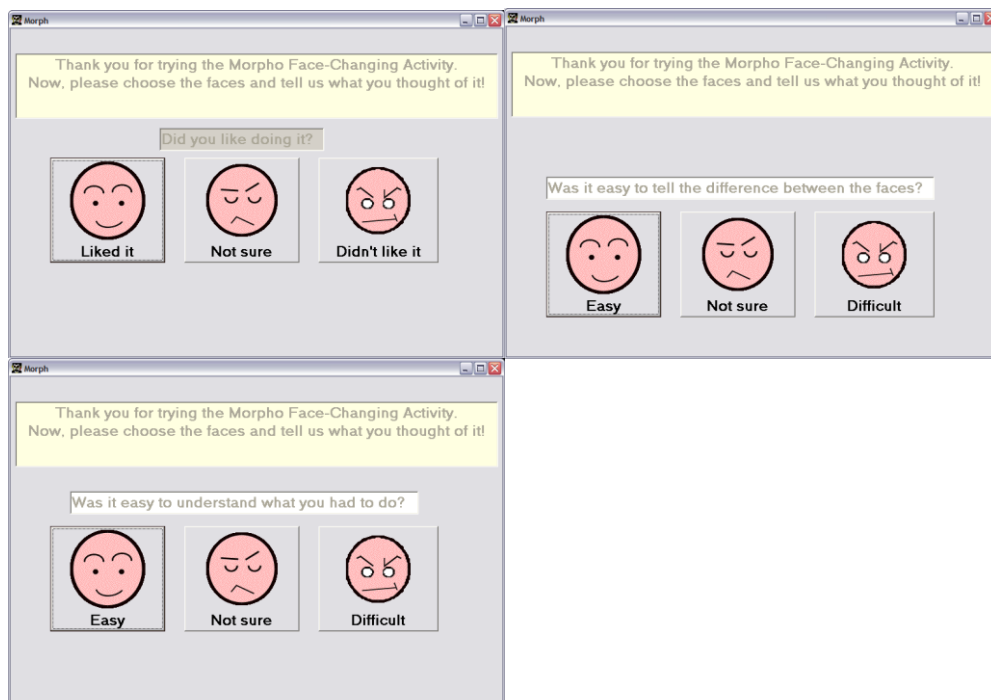 Morph
Thank you for trying the Morpho Face-Changing Activity.
Now, please choose the faces and tell us what you thought of it!
Did you like doing it?
Liked it
Not sure
Didn't like it
Morph
Thank you for trying the Morpho Face-Changing Activity.
Now, please choose the faces and tell us what you thought of it!
Was it easy to tell the difference between the faces?
Easy
Not sure
Difficult
Morph
Thank you for trying the Morpho Face-Changing Activity.
Now, please choose the faces and tell us what you thought of it!
Was it easy to understand what you had to do?
Easy
Not sure
Difficult